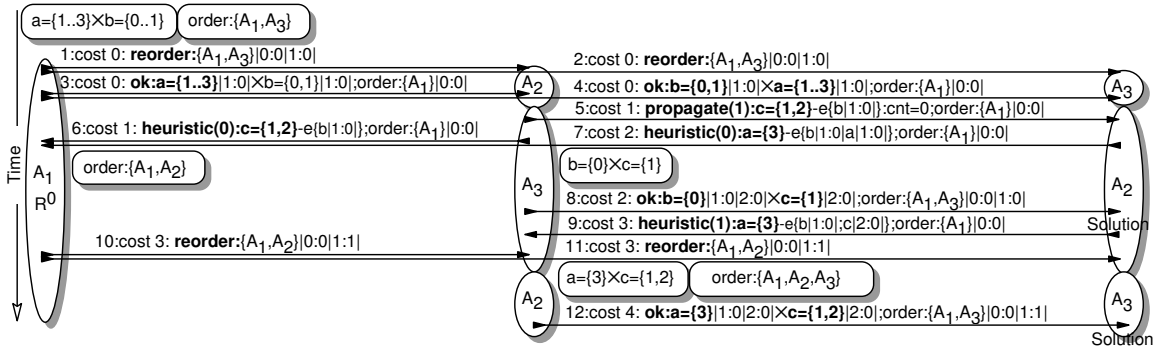 a={1..3}✕b={0..1} order:{A1,A3}
1:cost 0: reorder:{A1,A3}|0:0|1:0|
2:cost 0: reorder:{A1,A3}|0:0|1:0|
3:cost 0: ok:a={1..3}|1:0|✕b={0,1}|1:0|;order:{A1}|0:0|
A2
4:cost 0: ok:b={0,1}|1:0|✕a={1..3}|1:0|;order:{A1}|0:0|
A3
5:cost 1: propagate(1):c={1,2}-e{b|1:0|}:cnt=0;order:{A1}|0:0|
6:cost 1: heuristic(0):c={1,2}-e{b|1:0|};order:{A1}|0:0|
7:cost 2: heuristic(0):a={3}-e{b|1:0|a|1:0|};order:{A1}|0:0|
Time
A1
R0
order:{A1,A2}
A3
b={0}✕c={1}
A2
8:cost 2: ok:b={0}|1:0|2:0|✕c={1}|2:0|;order:{A1,A3}|0:0|1:0|
9:cost 3: heuristic(1):a={3}-e{b|1:0|;c|2:0|};order:{A1}|0:0|
Solution
10:cost 3: reorder:{A1,A2}|0:0|1:1|
11:cost 3: reorder:{A1,A2}|0:0|1:1|
a={3}✕c={1,2} order:{A1,A2,A3}
A2
A3
12:cost 4: ok:a={3}|1:0|2:0|✕c={1,2}|2:0|;order:{A1,A3}|0:0|1:1|
Solution